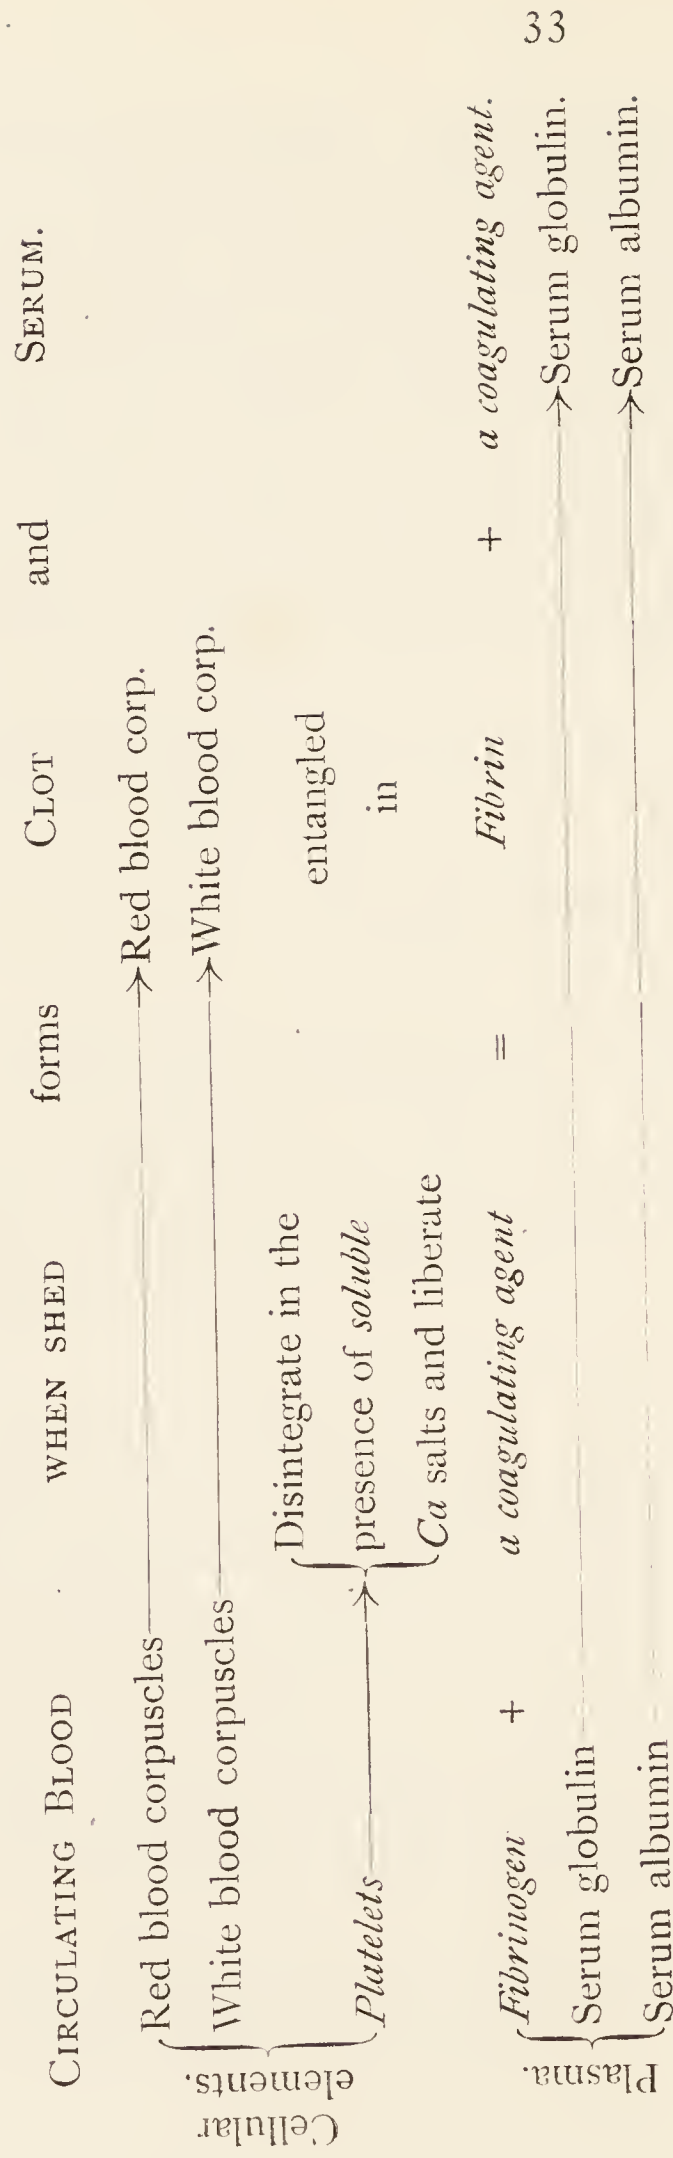 33
CIRCULATING BLOOD WHEN SHED forms CLOT and SERUM.
Cellular
elements.
Red blood corpuscles Red blood corp.
White blood corpuscles White blood corp.
Disintegrate in the entangled
Platelets presence of soluble in
Ca salts and liberate
Plasma.
Fibrinogen + a coagulating agent = Fibrin + a coagulating agent.
Serum globulin Serum globulin.
Serum albumin Serum albumin.